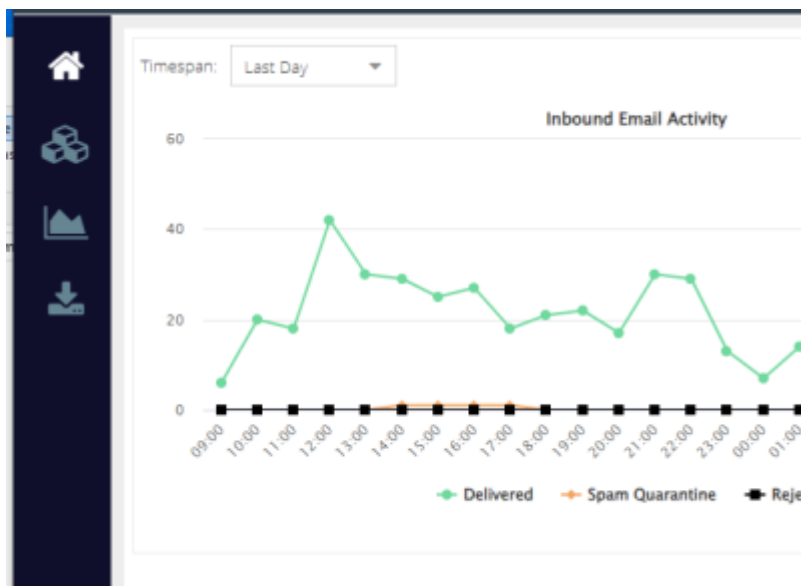 Timespan: Last Day
Inbound Email Activity
60
40
20
0
09:00 10:00 11:00 12:00 13:00 14:00 15:00 16:00 17:00 18:00 19:00 20:00 21:00 22:00 23:00 00:00 01:00
Delivered Spam Quarantine Reje